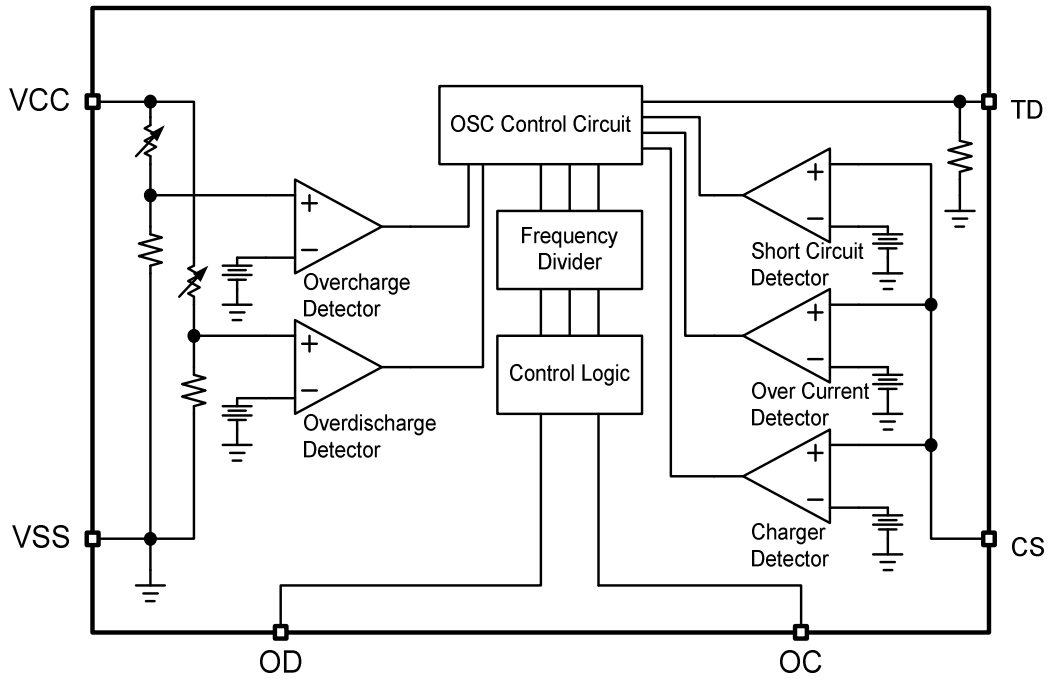 VCC
OSC Control Circuit
TD
+
−
Overcharge
Detector
Frequency
Divider
+
−
Short Circuit
Detector
+
−
Overdischarge
Detector
Control Logic
+
−
Over Current
Detector
+
−
Charger
Detector
VSS
CS
OD
OC